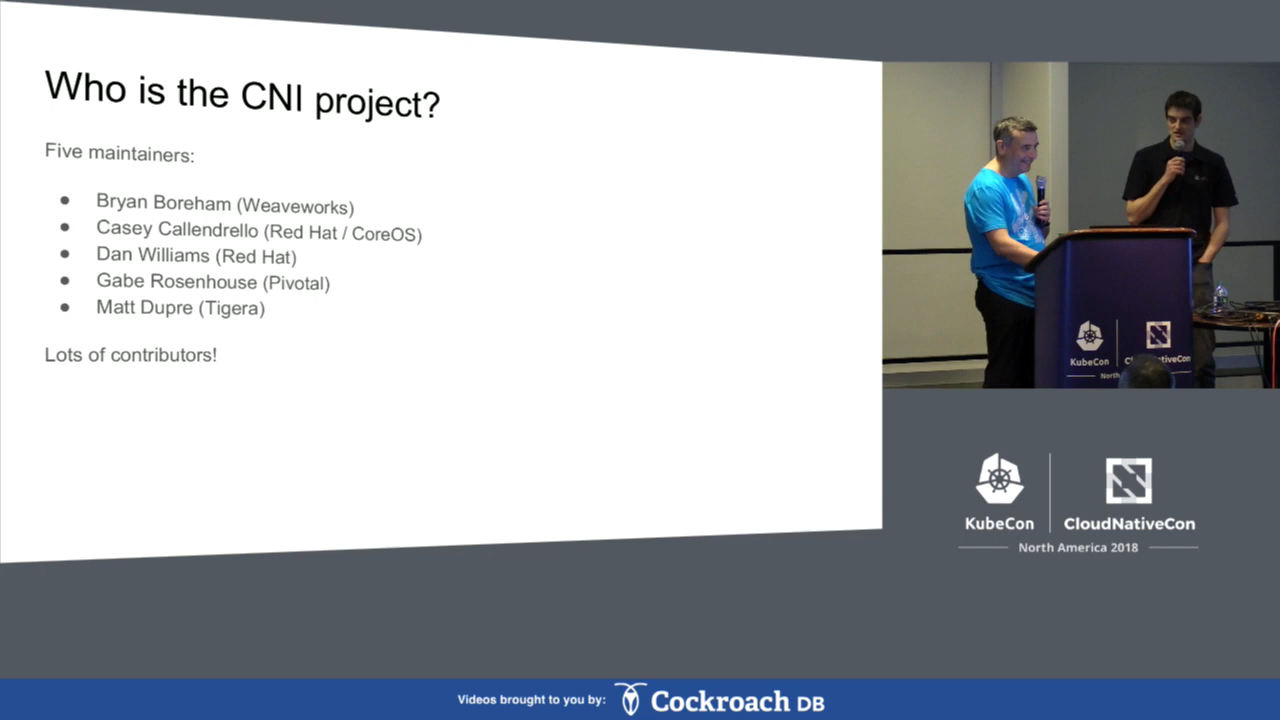 Who is the CNI project?
Five maintainers:
● Bryan Boreham (Weaveworks)
● Casey Callendrello (Red Hat / CoreOS)
● Dan Williams (Red Hat)
● Gabe Rosenhouse (Pivotal)
● Matt Dupre (Tigera)
Lots of contributors!
KubeCon
North
KubeCon CloudNativeCon
North America 2018
Videos brought to you by: Cockroach DB